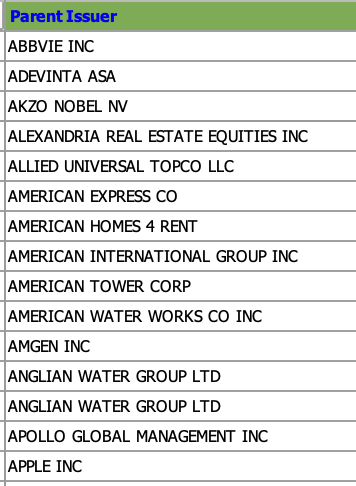 Parent Issuer
ABBVIE INC
ADEVINTA ASA
AKZO NOBEL NV
ALEXANDRIA REAL ESTATE EQUITIES INC
ALLIED UNIVERSAL TOPCO LLC
AMERICAN EXPRESS CO
AMERICAN HOMES 4 RENT
AMERICAN INTERNATIONAL GROUP INC
AMERICAN TOWER CORP
AMERICAN WATER WORKS CO INC
AMGEN INC
ANGLIAN WATER GROUP LTD
ANGLIAN WATER GROUP LTD
APOLLO GLOBAL MANAGEMENT INC
APPLE INC